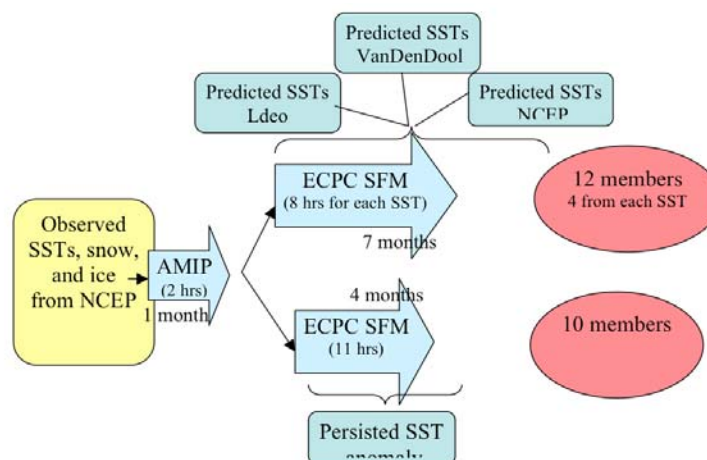 Predicted SSTs
VanDenDool
Predicted SSTs
Ldeo
Predicted SSTs
NCEP
ECPC SFM
(8 hrs for each SST)
7 months
12 members
4 from each SST
Observed
SSTs, snow,
and ice
from NCEP
AMIP
(2 hrs)
1 month
4 months
ECPC SFM
(11 hrs)
10 members
Persisted SST
anomaly